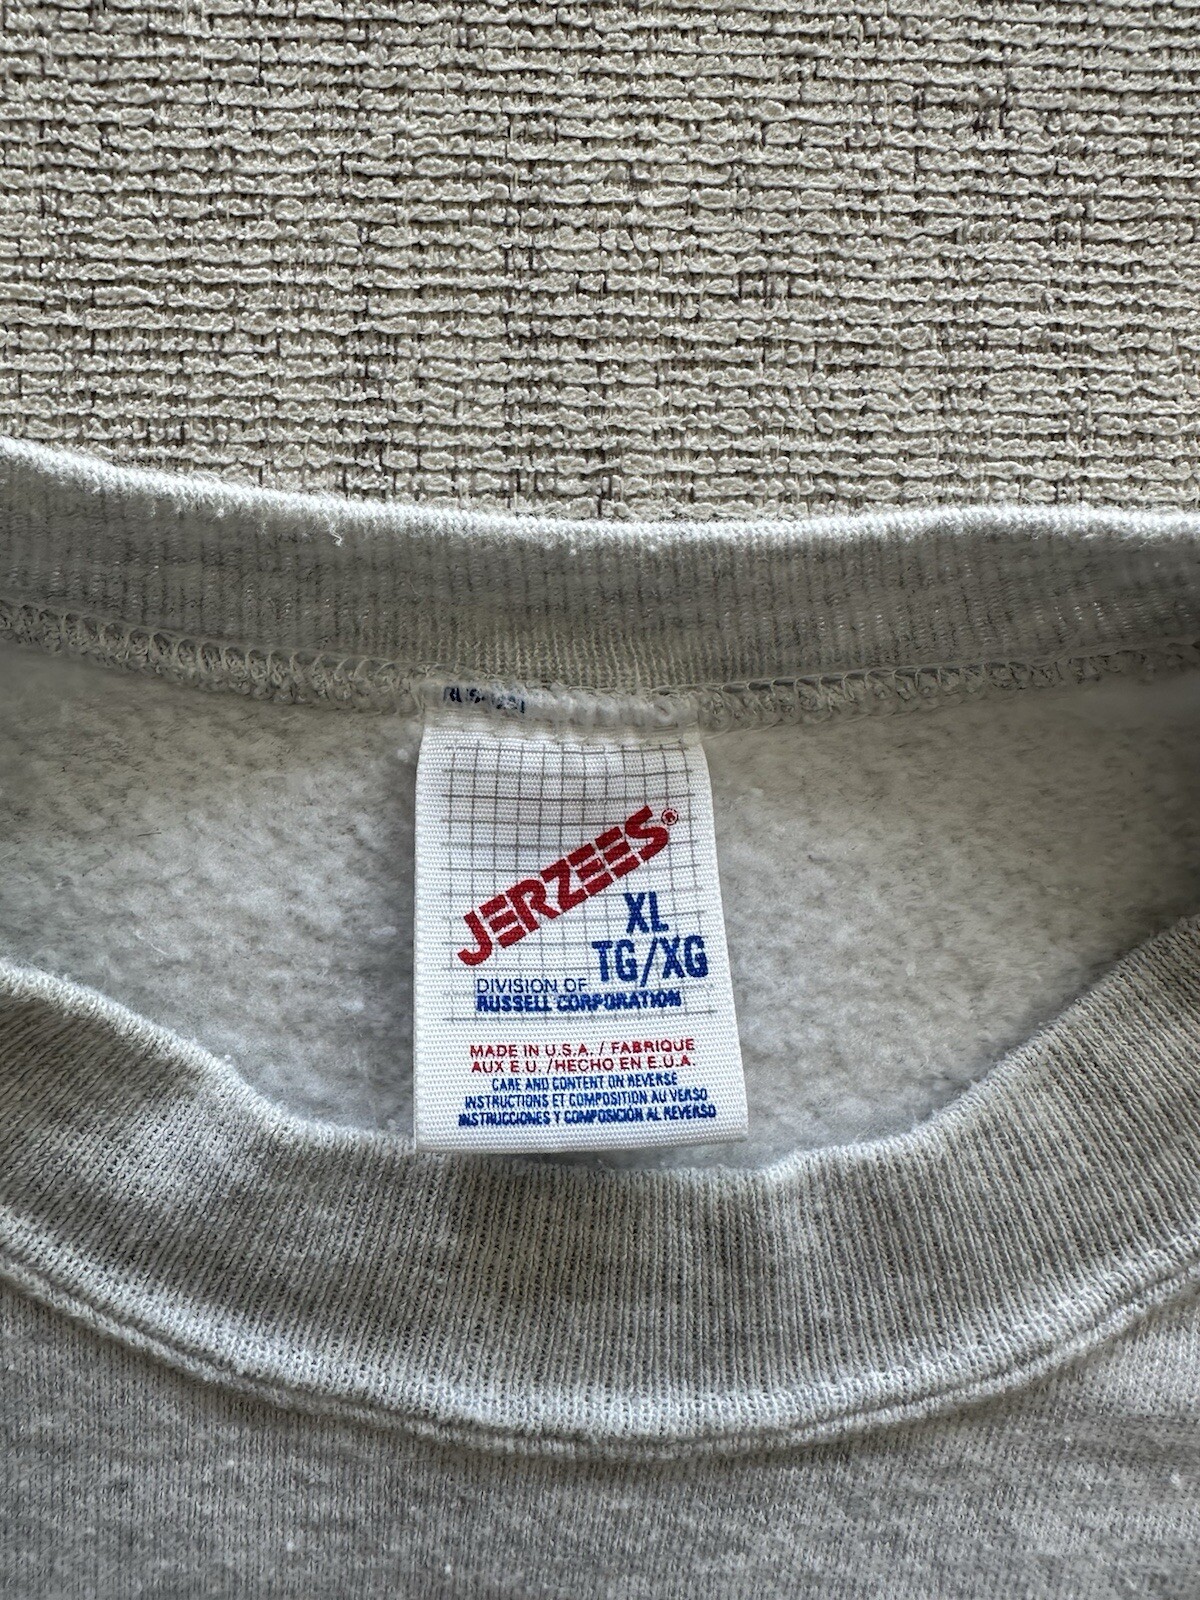 JERZEES®
XL
TG/XG
DIVISION OF
RUSSELL CORPORATION
MADE IN U.S.A. / FABRIQUE
AUX E.U. /HECHO EN E.U.A.
CARE AND CONTENT ON REVERSE
INSTRUCTIONS ET COMPOSITION AU VERSO
INSTRUCCIONES Y COMPOSICIÓN AL REVERSO